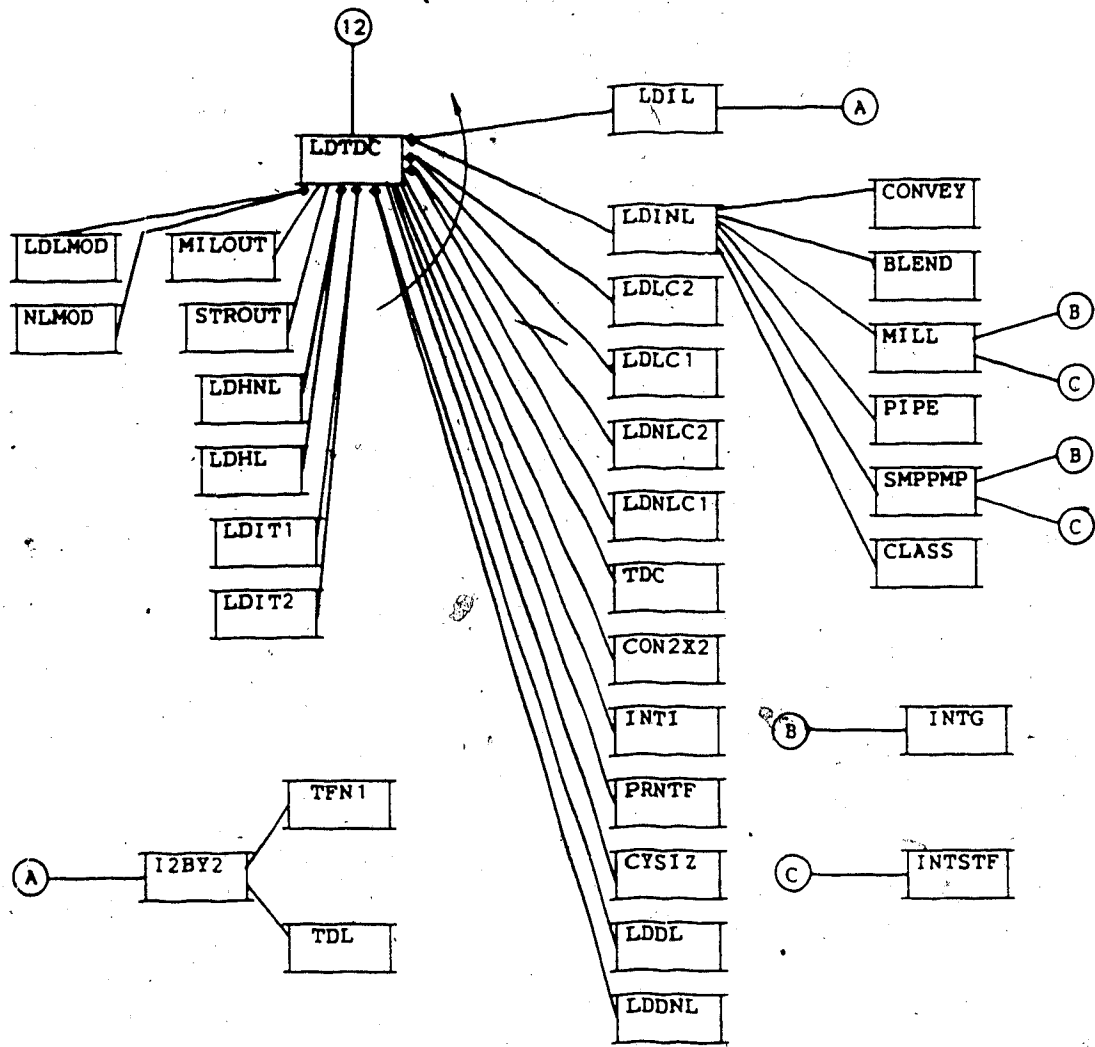 12
LDTDC
LDIL
A
LDLMOD
NLMOD
MILOUT
STROUT
LDHNL
LDHL
LDIT1
LDIT2
LDINL
LDLC2
LDLC1
LDNLC2
LDNLC1
TDC
CON2X2
INTI
PRNTF
CYSIZ
LDDL
LDDNL
CONVEY
BLEND
MILL
B
C
PIPE
SMPPMP
B
C
CLASS
B
INTG
C
INTSTF
A
I2BY2
TFN1
TDL